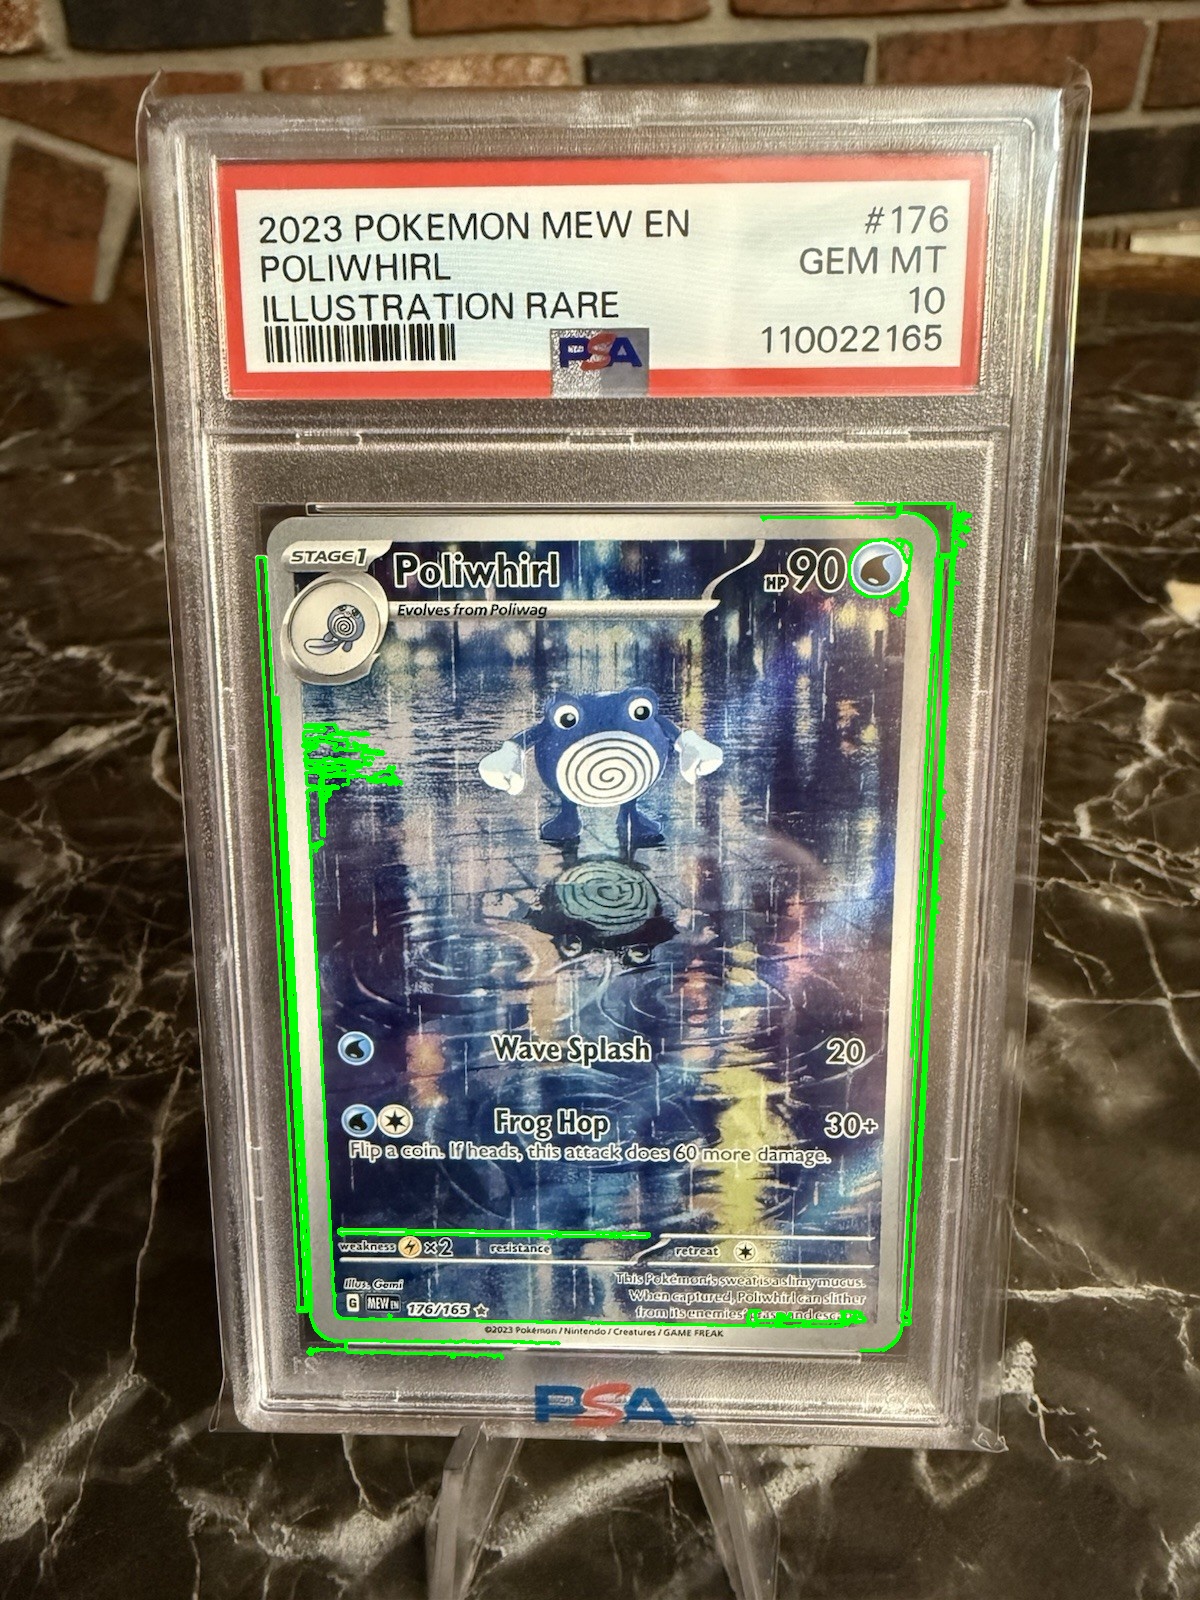 2023 POKEMON MEW EN #176
POLIWHIRL GEM MT
ILLUSTRATION RARE 10
PSA 110022165
STAGE1 Poliwhirl HP 90
Evolves from Poliwag
Wave Splash 20
Frog Hop 30+
Flip a coin. If heads, this attack does 60 more damage.
weakness ×2 resistance retreat
Illus. Gemi
This Pokémon's sweat is a slimy mucus.
When captured, Poliwhirl can slither
from its enemies' and
G MEW EN 176/165
©2023 Pokémon / Nintendo / Creatures / GAME FREAK
PSA